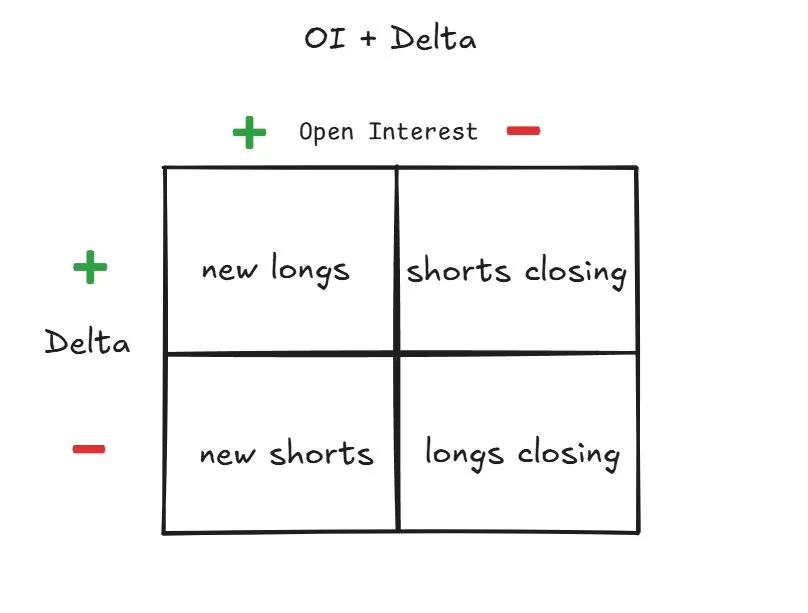 OI + Delta
+ Open Interest −
+
new longs
shorts closing
Delta
−
new shorts
longs closing